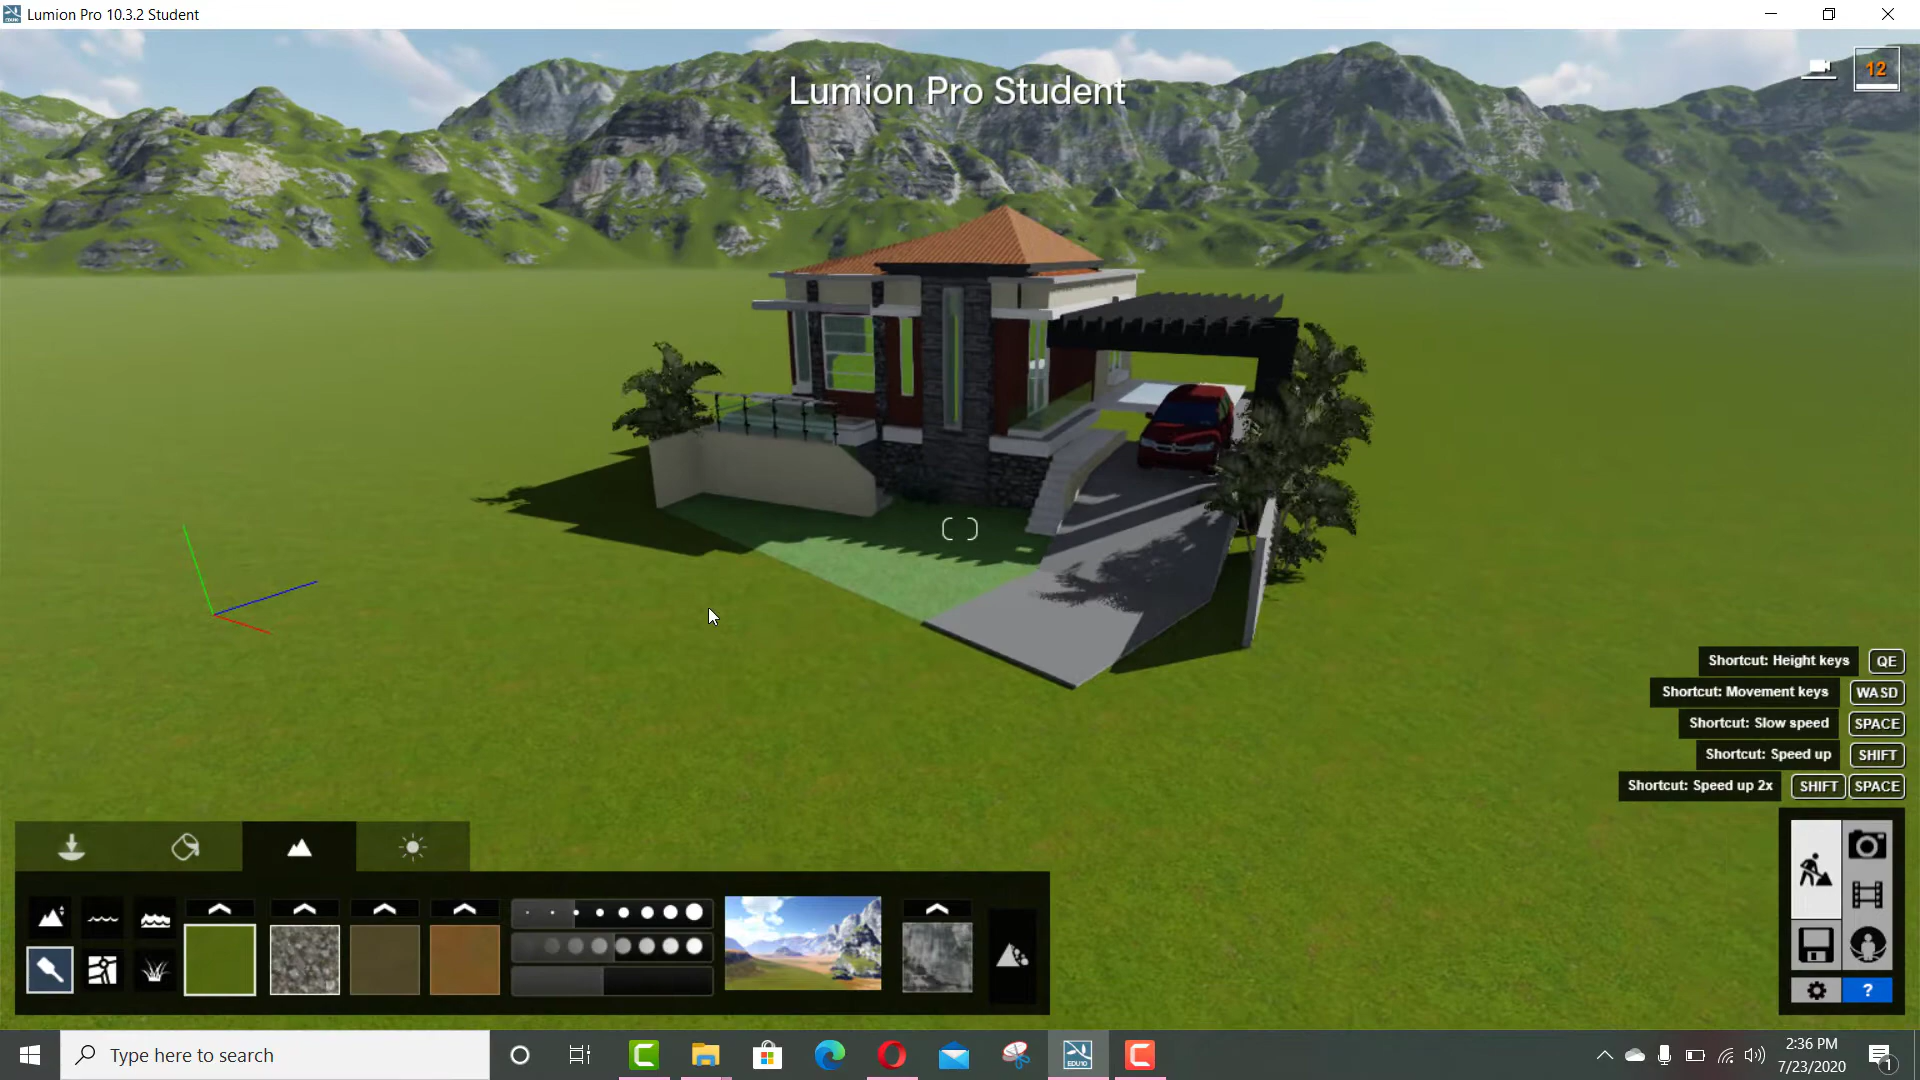 Lumion Pro 10.3.2 Student
Lumion Pro Student
12
Shortcut: Height keys QE
Shortcut: Movement keys WASD
Shortcut: Slow speed SPACE
Shortcut: Speed up SHIFT
Shortcut: Speed up 2x SHIFT SPACE
?
Type here to search
EDU10
2:36 PM
7/23/2020
1